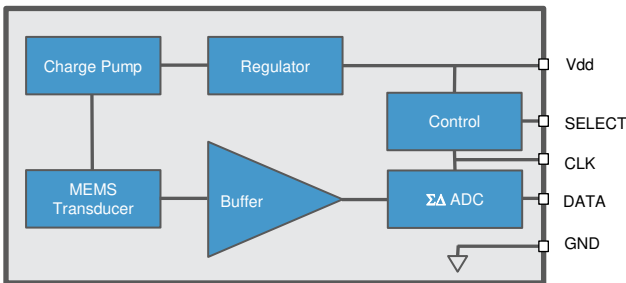 Charge Pump
Regulator
Vdd
Control
SELECT
CLK
MEMS
Transducer
Buffer
ΣΔ ADC
DATA
GND